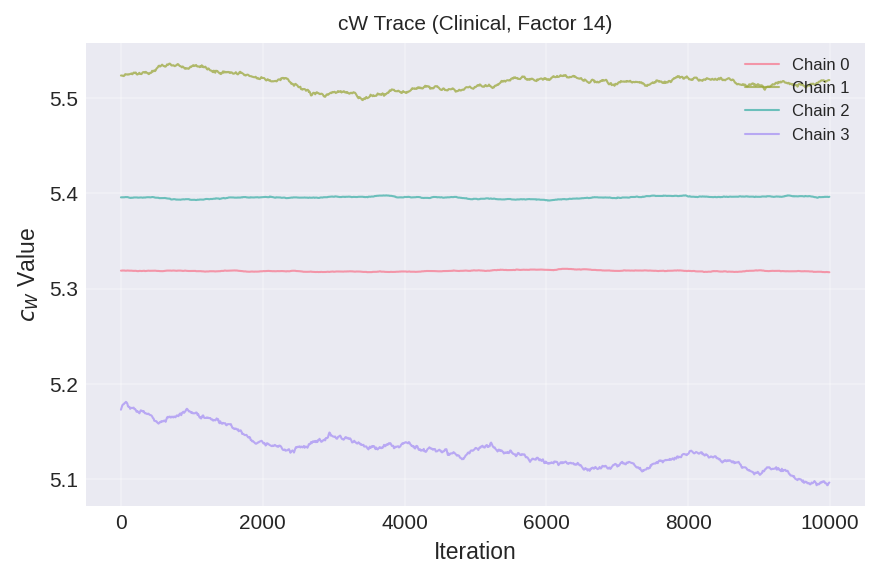 cW Trace (Clinical, Factor 14)
Chain 0
Chain 1
Chain 2
Chain 3
5.5
5.4
5.3
5.2
5.1
c_W Value
0 2000 4000 6000 8000 10000
Iteration